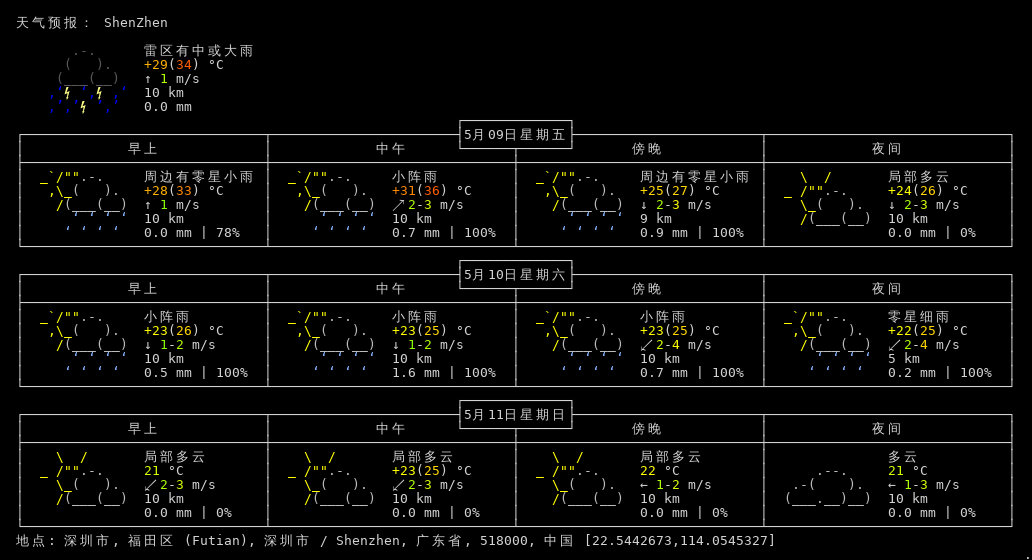 天气预报： ShenZhen
雷区有中或大雨
+29(34) °C
↑ 1 m/s
10 km
0.0 mm
5月09日星期五
早上 中午 傍晚 夜间
周边有零星小雨 小阵雨 周边有零星小雨 局部多云
+28(33) °C +31(36) °C +25(27) °C +24(26) °C
↑ 1 m/s ↗ 2-3 m/s ↓ 2-3 m/s ↓ 2-3 m/s
10 km 10 km 9 km 10 km
0.0 mm | 78% 0.7 mm | 100% 0.9 mm | 100% 0.0 mm | 0%
5月10日星期六
早上 中午 傍晚 夜间
小阵雨 小阵雨 小阵雨 零星细雨
+23(26) °C +23(25) °C +23(25) °C +22(25) °C
↓ 1-2 m/s ↓ 1-2 m/s ↙ 2-4 m/s ↙ 2-4 m/s
10 km 10 km 10 km 5 km
0.5 mm | 100% 1.6 mm | 100% 0.7 mm | 100% 0.2 mm | 100%
5月11日星期日
早上 中午 傍晚 夜间
局部多云 局部多云 局部多云 多云
21 °C +23(25) °C 22 °C 21 °C
↙ 2-3 m/s ↙ 2-3 m/s ← 1-2 m/s ← 1-3 m/s
10 km 10 km 10 km 10 km
0.0 mm | 0% 0.0 mm | 0% 0.0 mm | 0% 0.0 mm | 0%
地点: 深圳市, 福田区 (Futian), 深圳市 / Shenzhen, 广东省, 518000, 中国 [22.5442673,114.0545327]